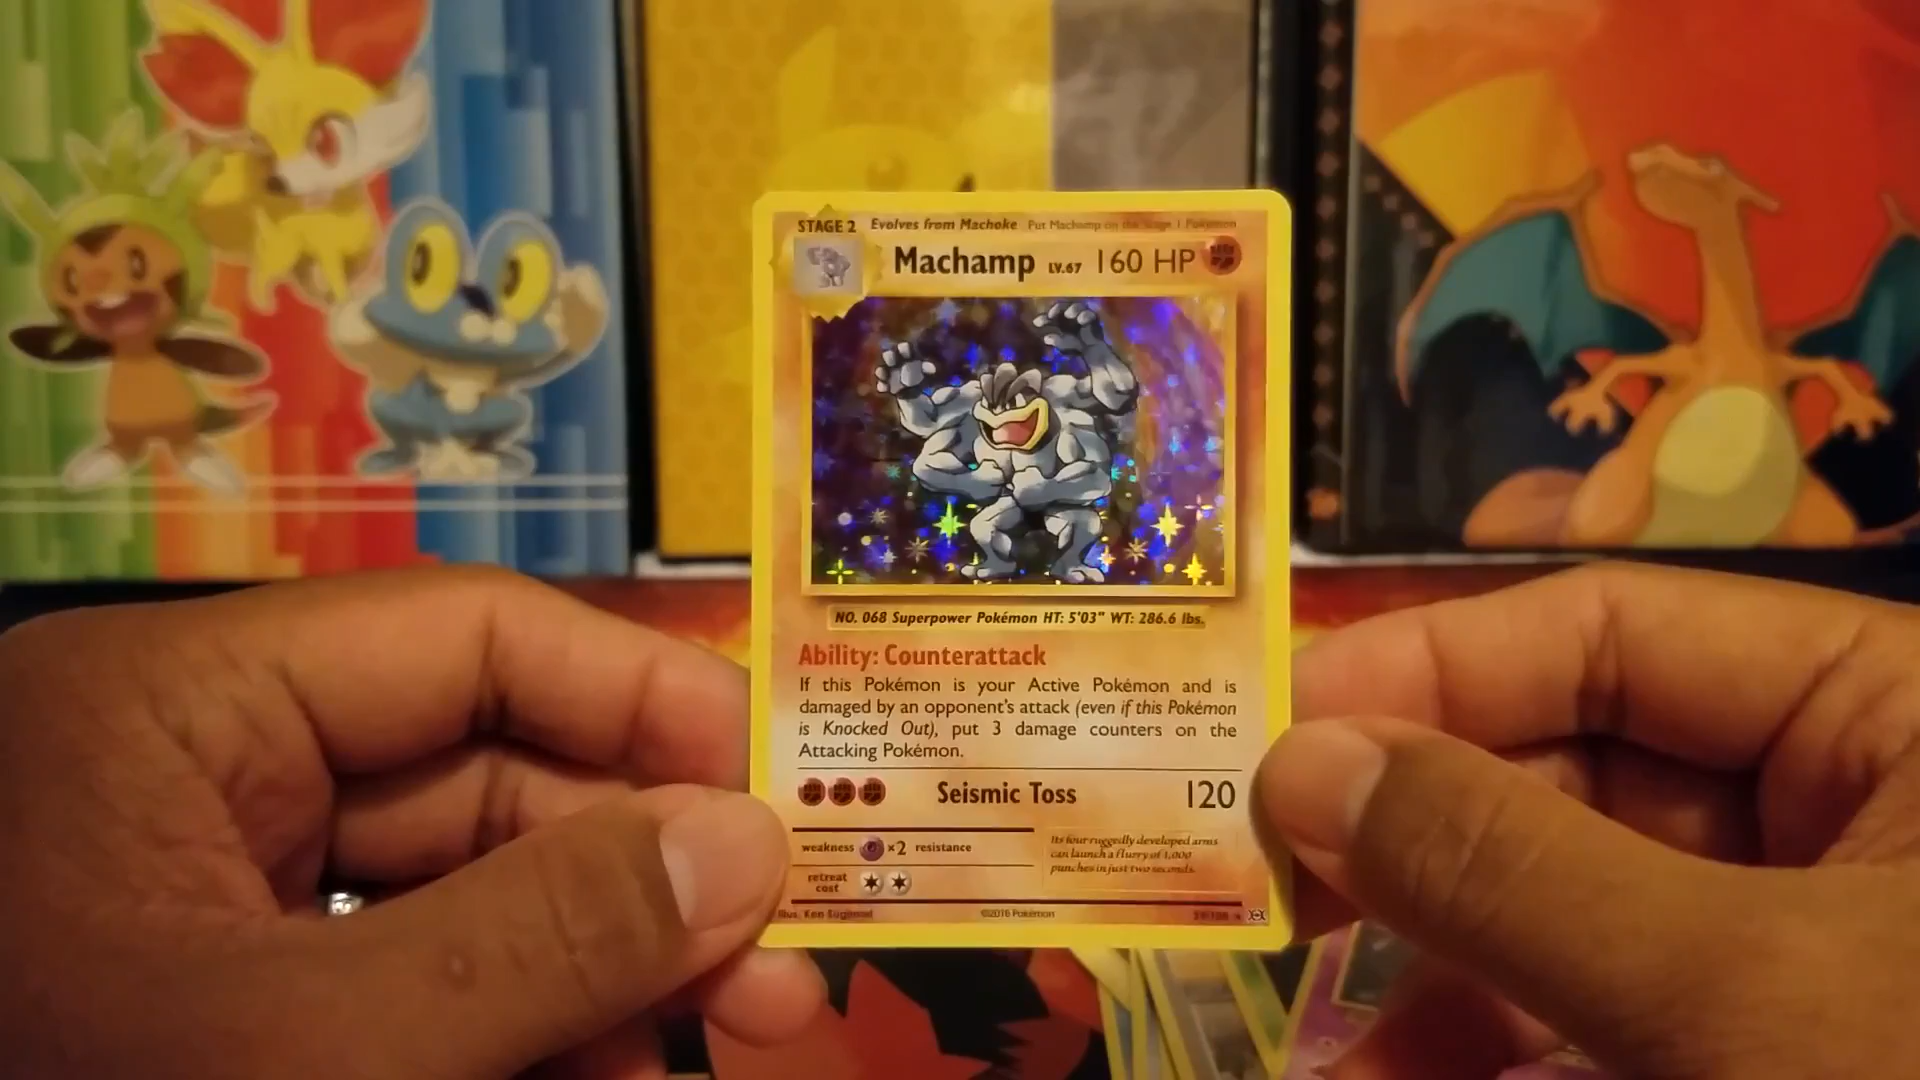 STAGE 2 Evolves from Machoke Put Machamp on the Stage 1 Pokémon
Machamp LV.67 160 HP
NO. 068 Superpower Pokémon HT: 5'03" WT: 286.6 lbs.
Ability: Counterattack
If this Pokémon is your Active Pokémon and is
damaged by an opponent's attack (even if this Pokémon
is Knocked Out), put 3 damage counters on the
Attacking Pokémon.
Seismic Toss 120
weakness ×2 resistance
retreat
cost
Its four ruggedly developed arms
can launch a flurry of 1,000
punches in just two seconds.
Illus. Ken Sugimori ©2016 Pokémon